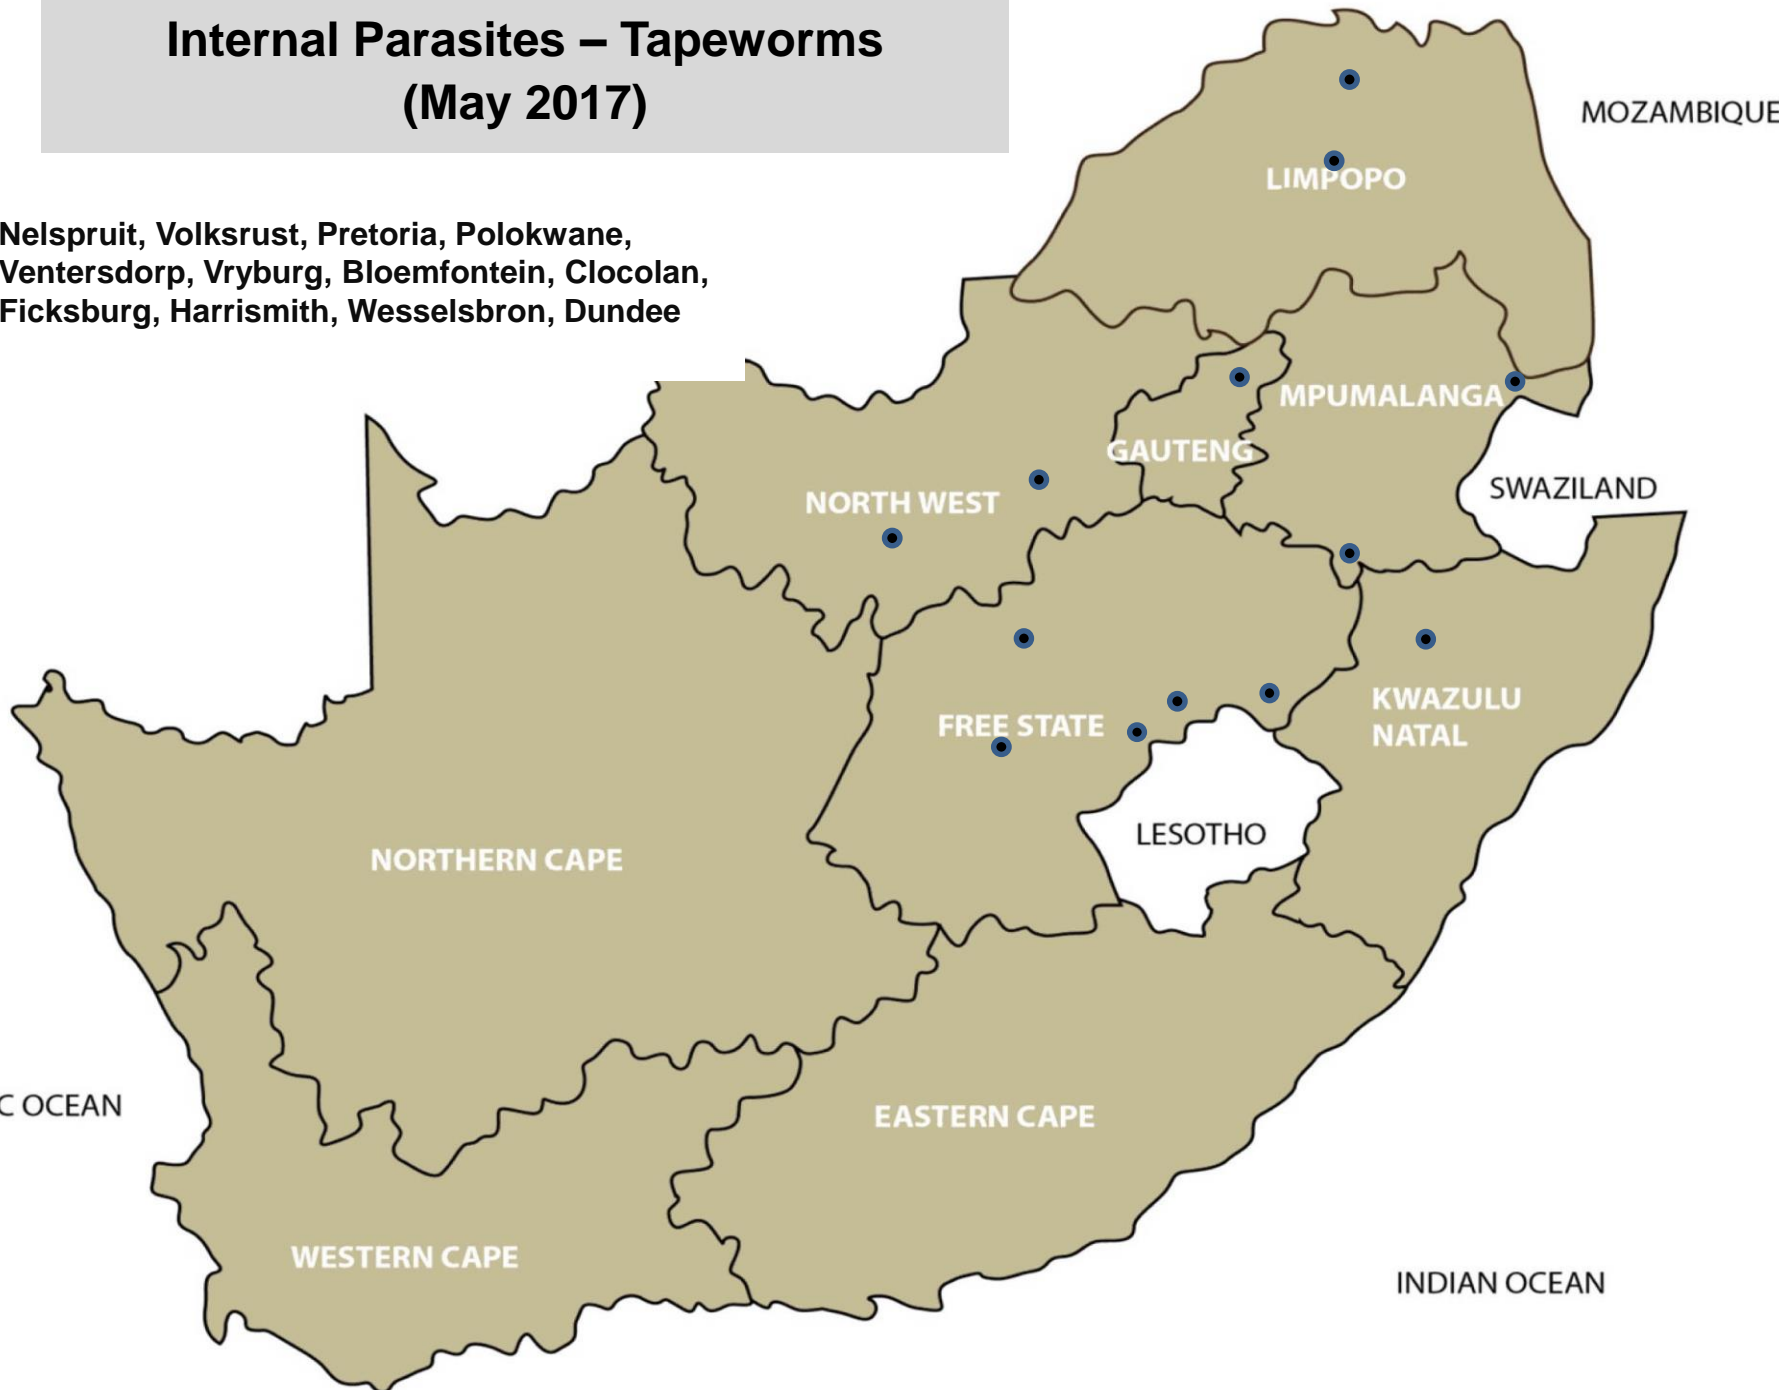 Internal Parasites – Tapeworms
(May 2017)
MOZAMBIQUE
LIMPOPO
Nelspruit, Volksrust, Pretoria, Polokwane,
Ventersdorp, Vryburg, Bloemfontein, Clocolan,
Ficksburg, Harrismith, Wesselsbron, Dundee
MPUMALANGA
GAUTENG
SWAZILAND
NORTH WEST
KWAZULU
NATAL
FREE STATE
LESOTHO
NORTHERN CAPE
C OCEAN
EASTERN CAPE
WESTERN CAPE
INDIAN OCEAN